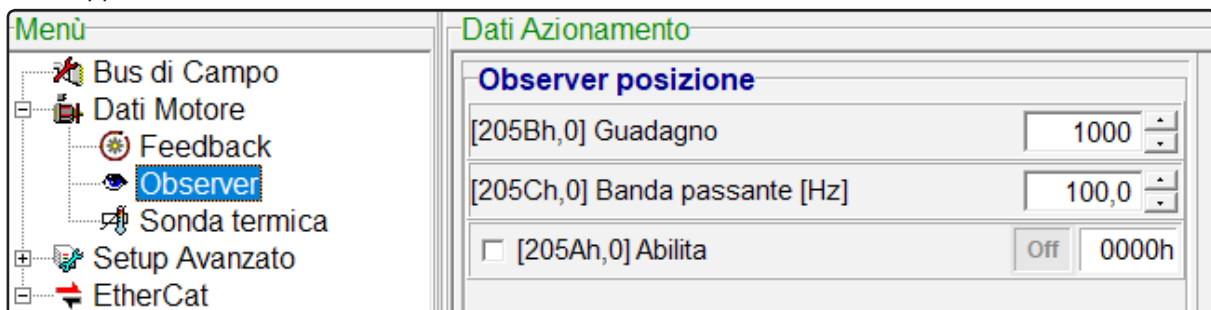 Menù
Bus di Campo
Dati Motore
Feedback
Observer
Sonda termica
Setup Avanzato
EtherCat
Dati Azionamento
Observer posizione
[205Bh,0] Guadagno 1000
[205Ch,0] Banda passante [Hz] 100,0
[205Ah,0] Abilita Off 0000h